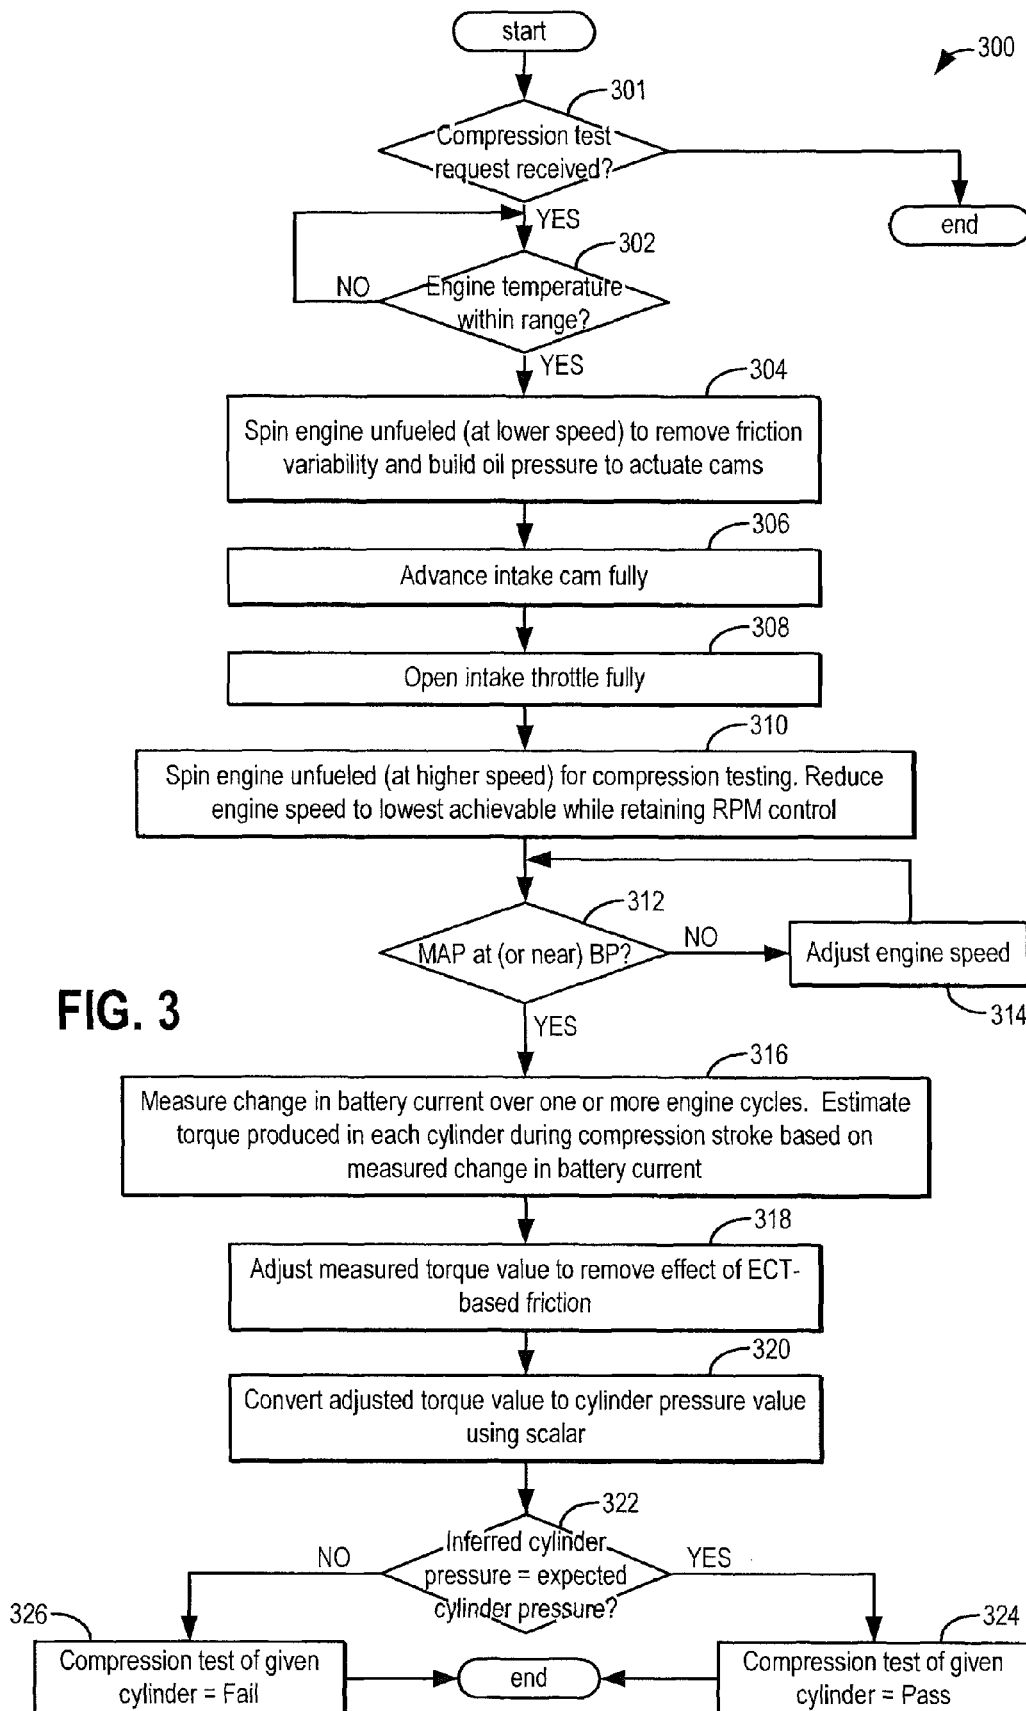 start
300
301
Compression test
request received?
YES
end
302
NO
Engine temperature
within range?
YES
304
Spin engine unfueled (at lower speed) to remove friction
variability and build oil pressure to actuate cams
306
Advance intake cam fully
308
Open intake throttle fully
310
Spin engine unfueled (at higher speed) for compression testing. Reduce
engine speed to lowest achievable while retaining RPM control
312
MAP at (or near) BP?
NO
Adjust engine speed
314
FIG. 3
YES
316
Measure change in battery current over one or more engine cycles. Estimate
torque produced in each cylinder during compression stroke based on
measured change in battery current
318
Adjust measured torque value to remove effect of ECT-
based friction
320
Convert adjusted torque value to cylinder pressure value
using scalar
322
NO
Inferred cylinder
pressure = expected
cylinder pressure?
YES
326
324
Compression test of given
cylinder = Fail
end
Compression test of given
cylinder = Pass